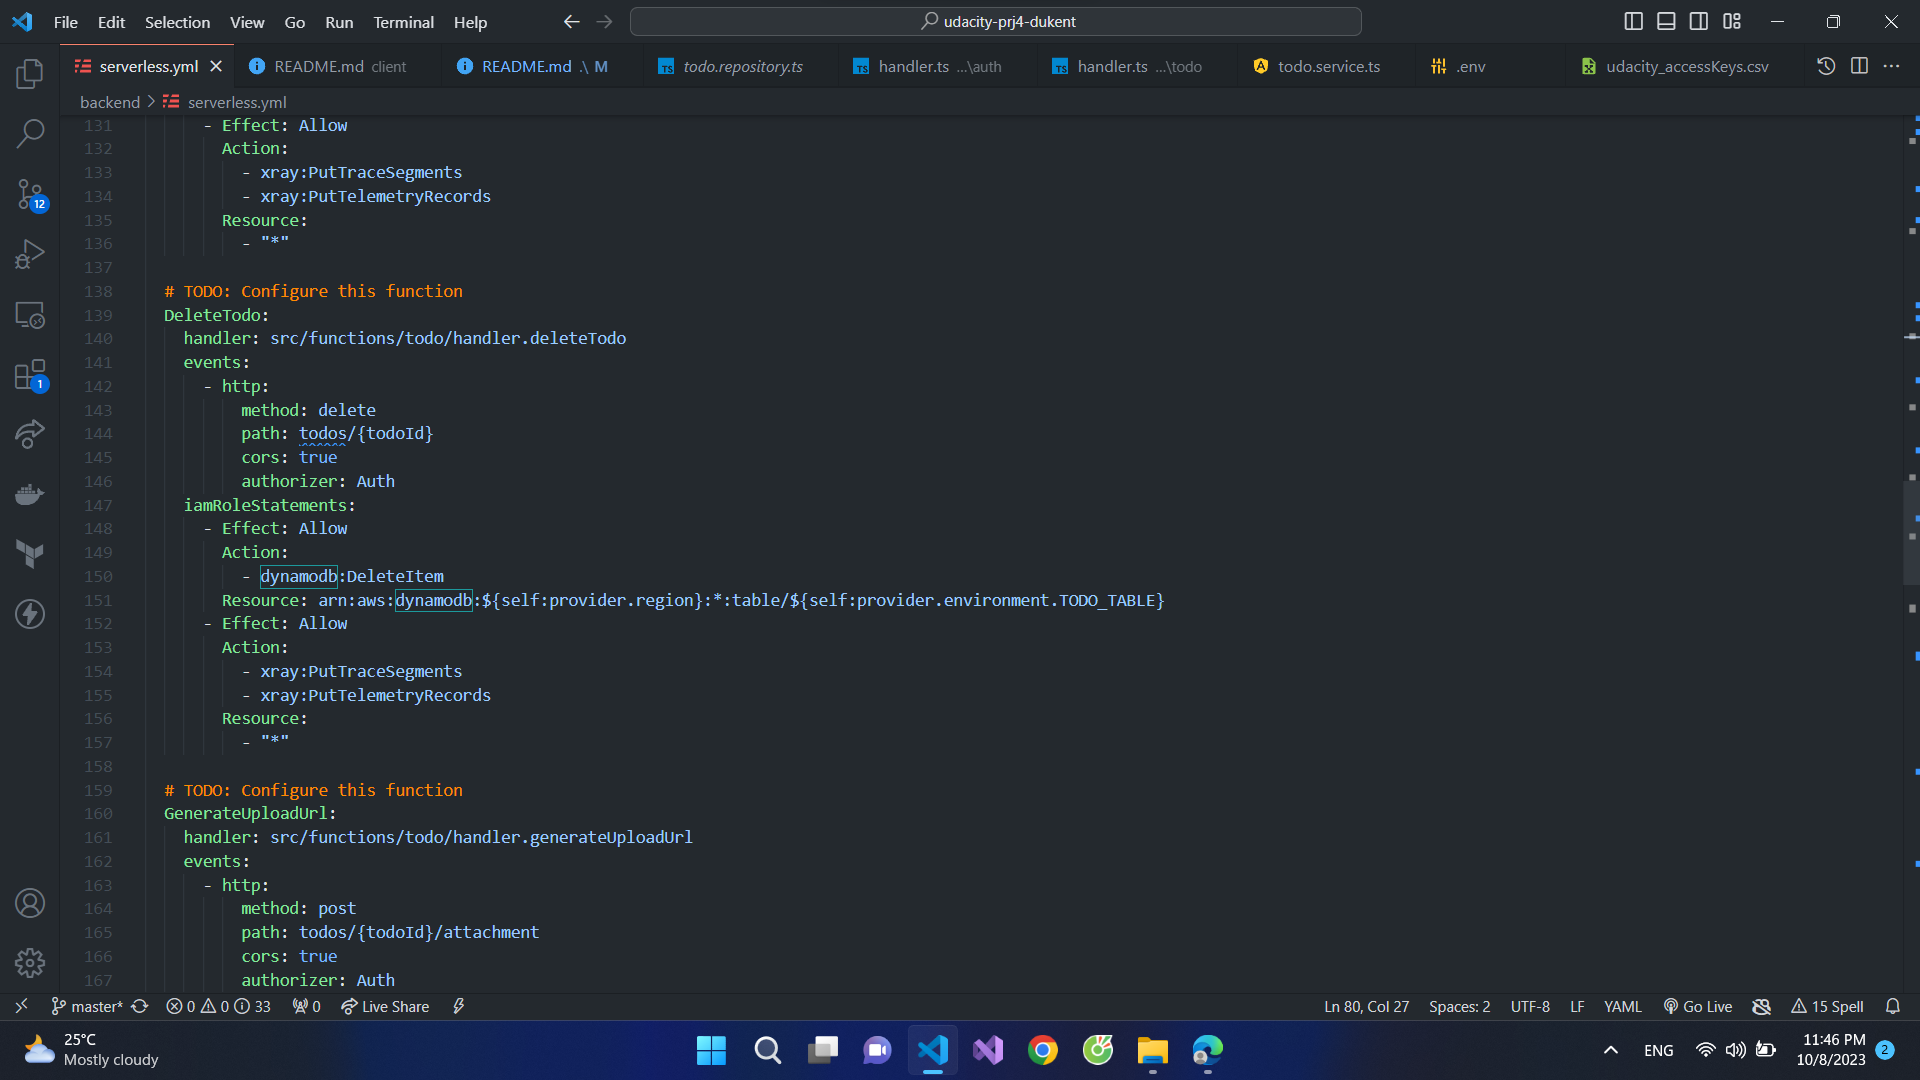 File Edit Selection View Go Run Terminal Help
udacity-prj4-dukent
serverless.yml
README.md client
README.md .\ M
todo.repository.ts
handler.ts ...\auth
handler.ts ...\todo
todo.service.ts
.env
udacity_accessKeys.csv
backend > serverless.yml
131 - Effect: Allow
132 Action:
133 - xray:PutTraceSegments
134 - xray:PutTelemetryRecords
135 Resource:
136 - "*"
137
138 # TODO: Configure this function
139 DeleteTodo:
140 handler: src/functions/todo/handler.deleteTodo
141 events:
142 - http:
143 method: delete
144 path: todos/{todoId}
145 cors: true
146 authorizer: Auth
147 iamRoleStatements:
148 - Effect: Allow
149 Action:
150 - dynamodb:DeleteItem
151 Resource: arn:aws:dynamodb:${self:provider.region}:*:table/${self:provider.environment.TODO_TABLE}
152 - Effect: Allow
153 Action:
154 - xray:PutTraceSegments
155 - xray:PutTelemetryRecords
156 Resource:
157 - "*"
158
159 # TODO: Configure this function
160 GenerateUploadUrl:
161 handler: src/functions/todo/handler.generateUploadUrl
162 events:
163 - http:
164 method: post
165 path: todos/{todoId}/attachment
166 cors: true
167 authorizer: Auth
12
1
master* 0 0 33 0 Live Share
Ln 80, Col 27 Spaces: 2 UTF-8 LF YAML Go Live 15 Spell
25°C
Mostly cloudy
ENG
11:46 PM
10/8/2023
2